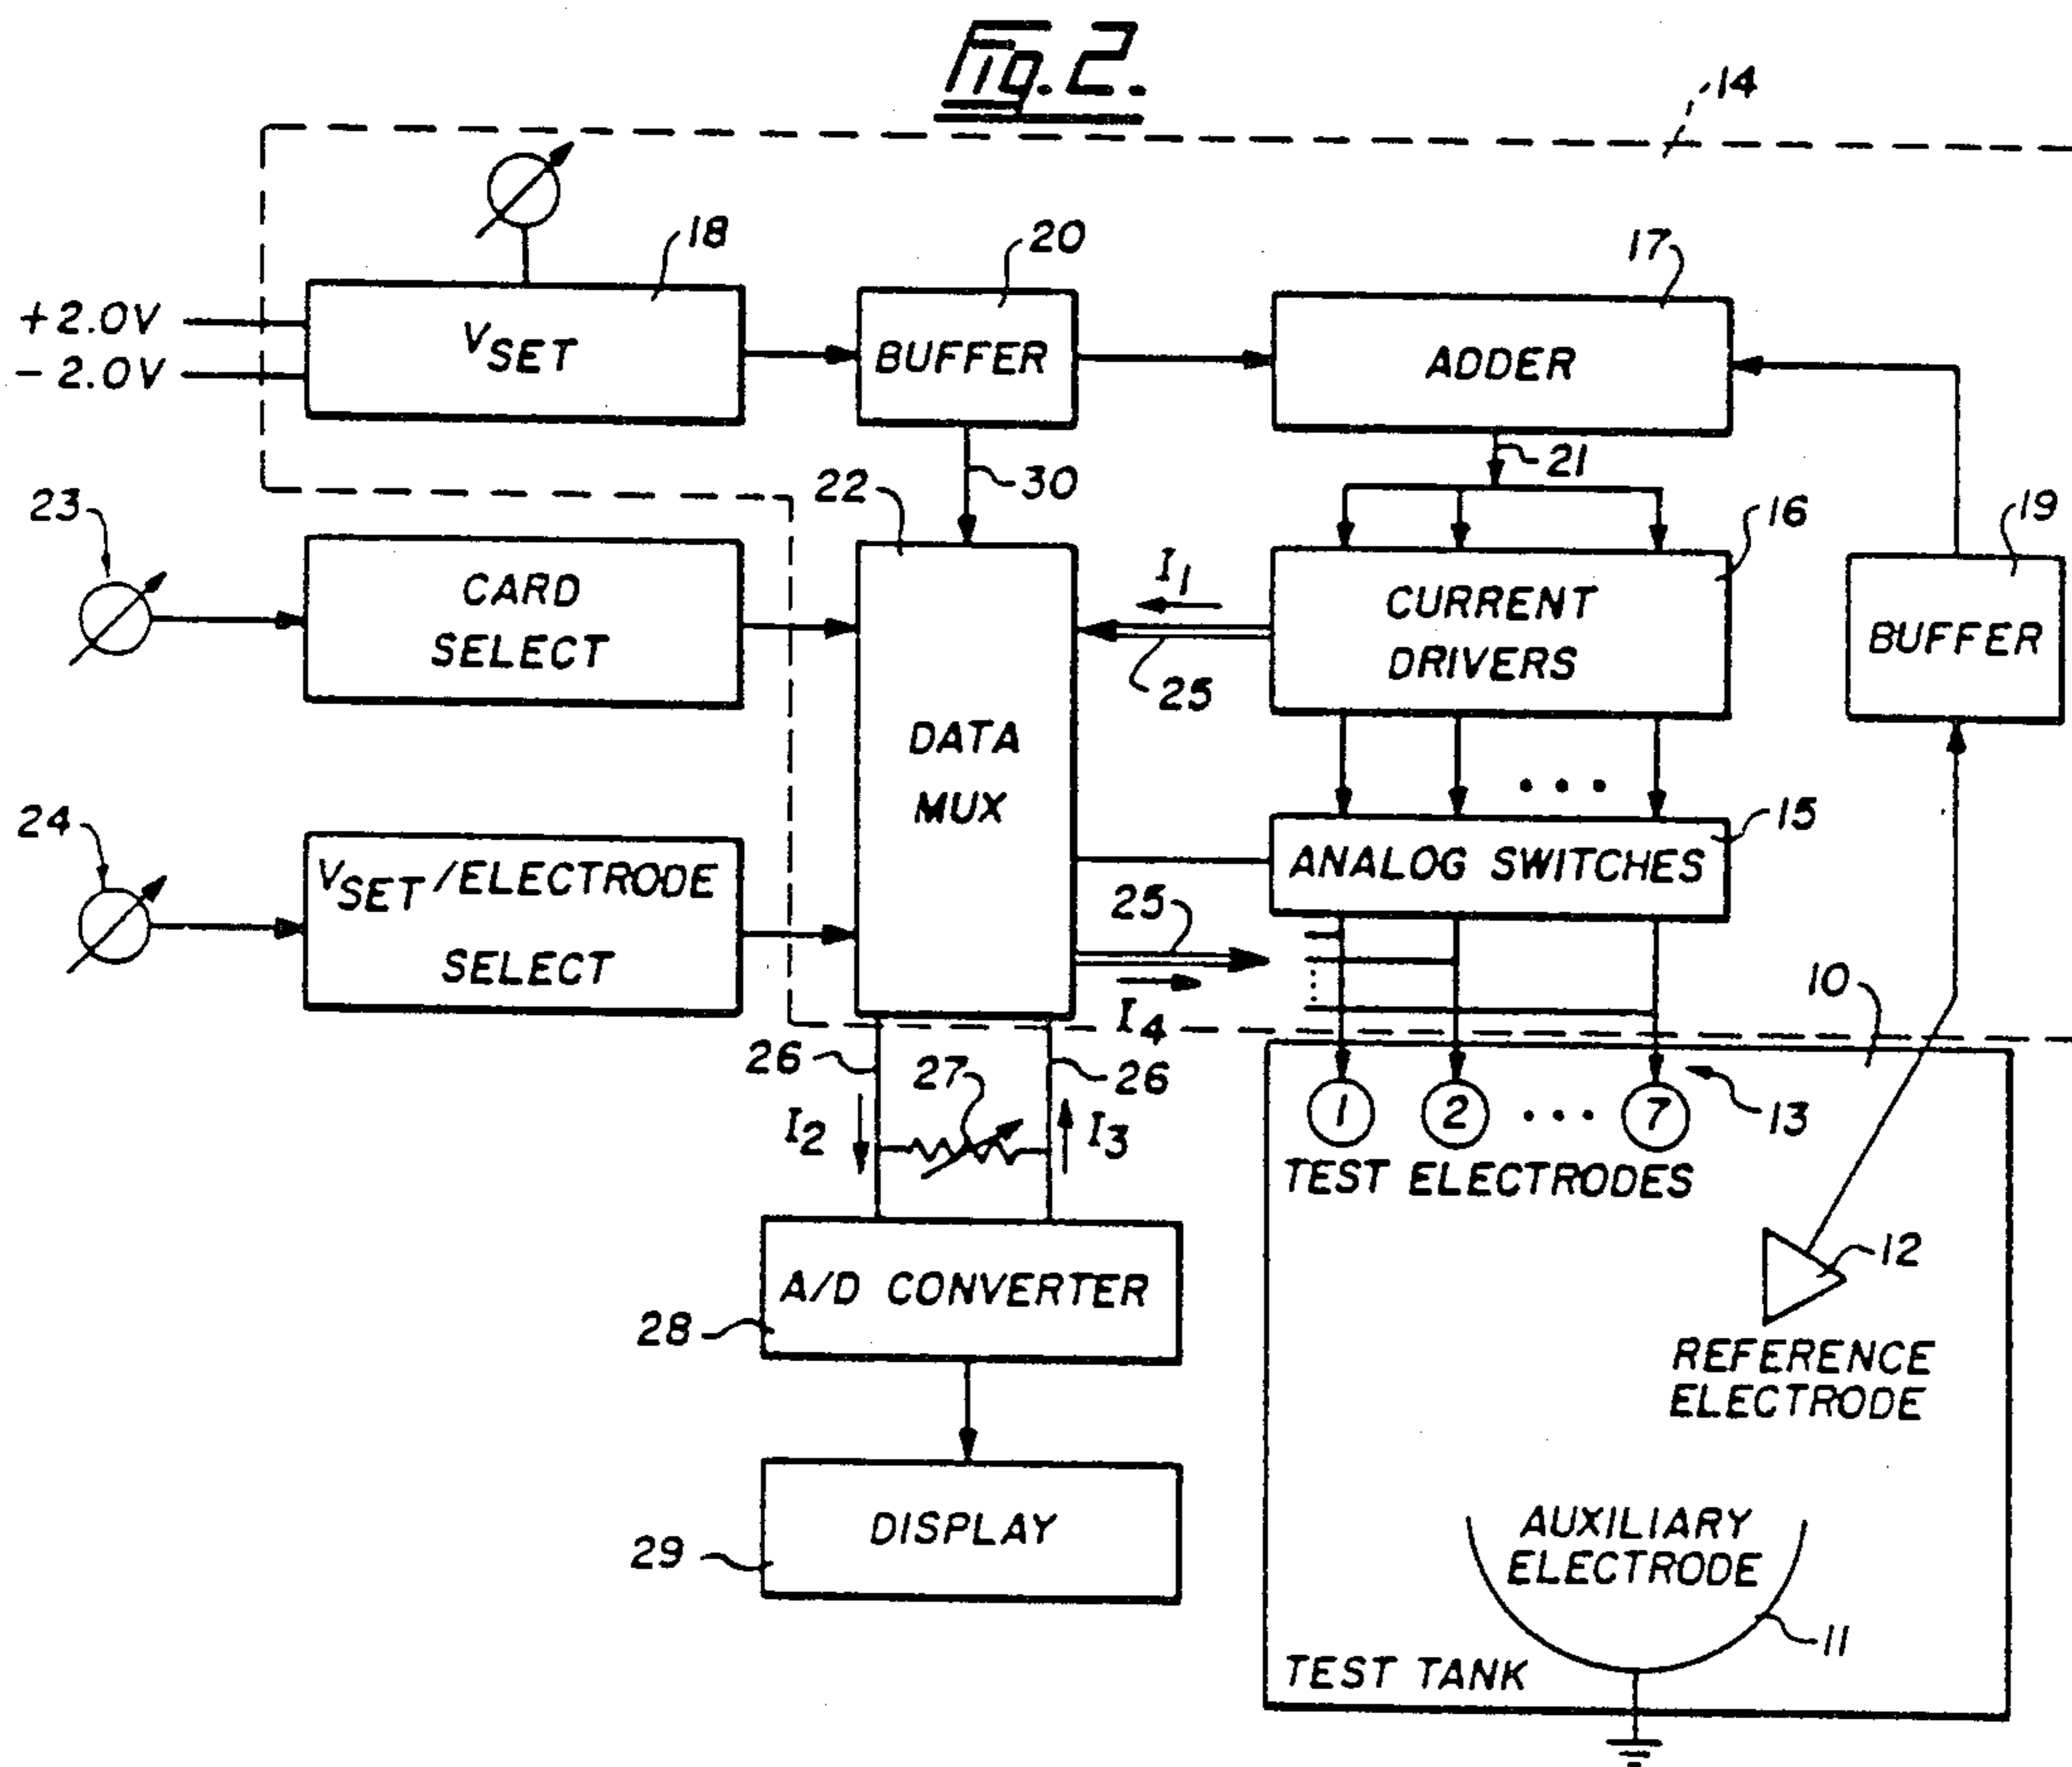 Fig. 2.
14
18
20
17
+2.0V
-2.0V
VSET
BUFFER
ADDER
21
30
22
23
16
19
CARD
SELECT
I1
25
CURRENT
DRIVERS
BUFFER
DATA
MUX
24
15
VSET/ELECTRODE
SELECT
ANALOG SWITCHES
25
I4
10
26
27
26
I2
I3
1
2
...
7
13
TEST ELECTRODES
A/D CONVERTER
28
12
REFERENCE
ELECTRODE
DISPLAY
29
AUXILIARY
ELECTRODE
11
TEST TANK